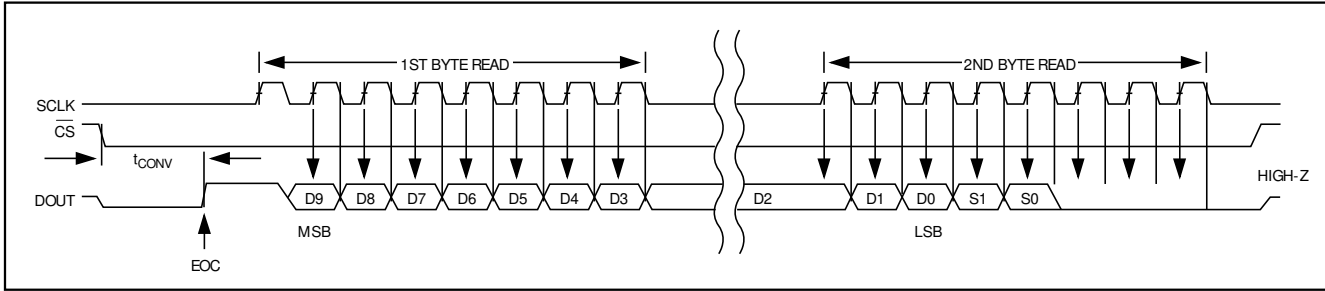 1ST BYTE READ 2ND BYTE READ
SCLK
CS
tCONV
HIGH-Z
DOUT D9 D8 D7 D6 D5 D4 D3 D2 D1 D0 S1 S0
MSB LSB
EOC